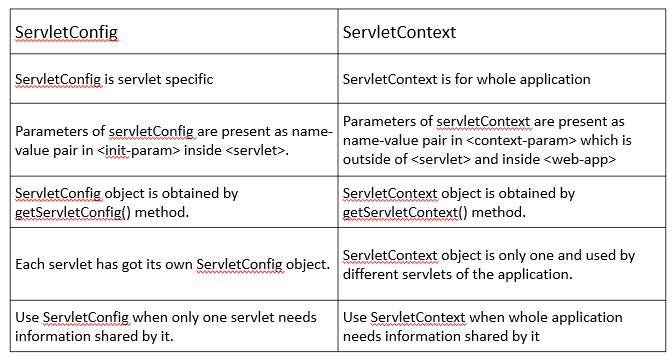 ServletConfig
ServletContext
ServletConfig is servlet specific
ServletContext is for whole application
Parameters of servletConfig are present as name-
value pair in <init-param> inside <servlet>.
Parameters of servletContext are present as
name-value pair in <context-param> which is
outside of <servlet> and inside <web-app>
ServletConfig object is obtained by
getServletConfig() method.
ServletContext object is obtained by
getServletContext() method.
Each servlet has got its own ServletConfig object.
ServletContext object is only one and used by
different servlets of the application.
Use ServletConfig when only one servlet needs
information shared by it.
Use ServletContext when whole application
needs information shared by it